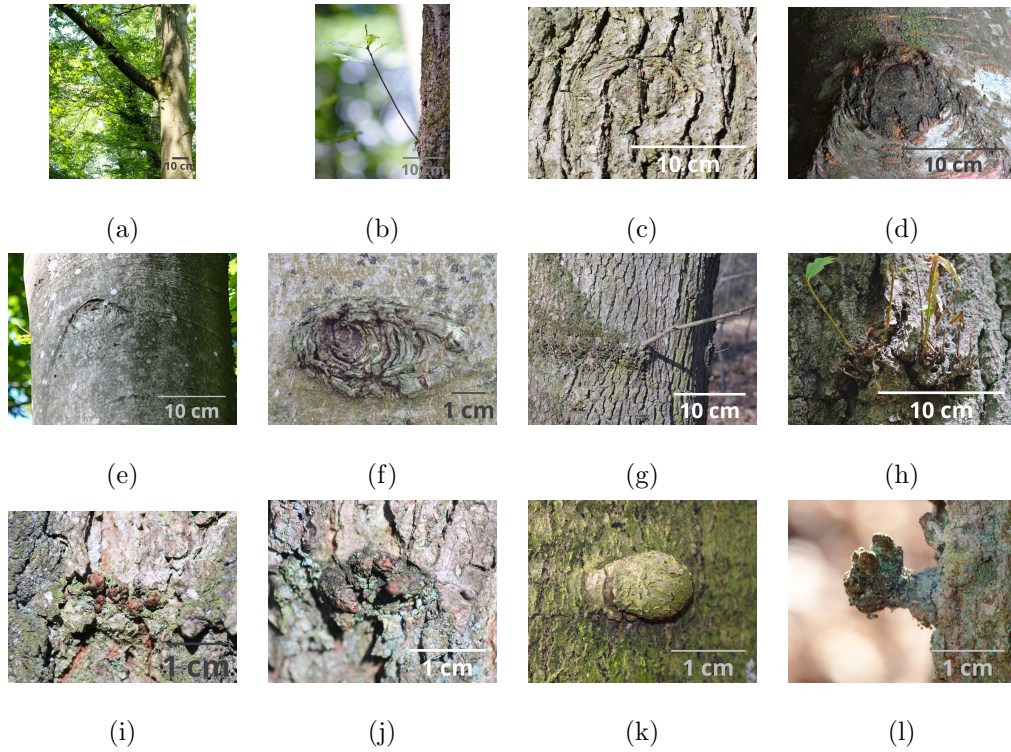 10 cm
10 cm
10 cm
10 cm
(a)
(b)
(c)
(d)
10 cm
1 cm
10 cm
10 cm
(e)
(f)
(g)
(h)
1 cm
1 cm
1 cm
1 cm
(i)
(j)
(k)
(l)